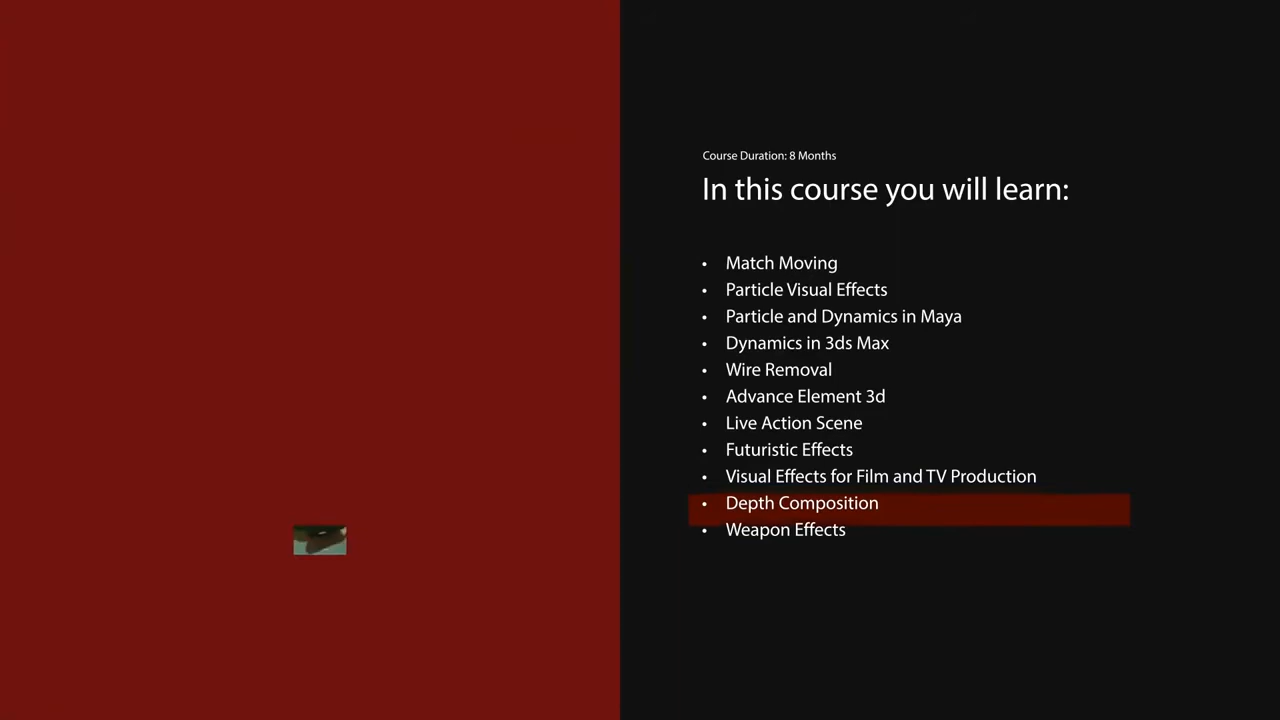 Course Duration: 8 Months
In this course you will learn:
• Match Moving
• Particle Visual Effects
• Particle and Dynamics in Maya
• Dynamics in 3ds Max
• Wire Removal
• Advance Element 3d
• Live Action Scene
• Futuristic Effects
• Visual Effects for Film and TV Production
• Depth Composition
• Weapon Effects